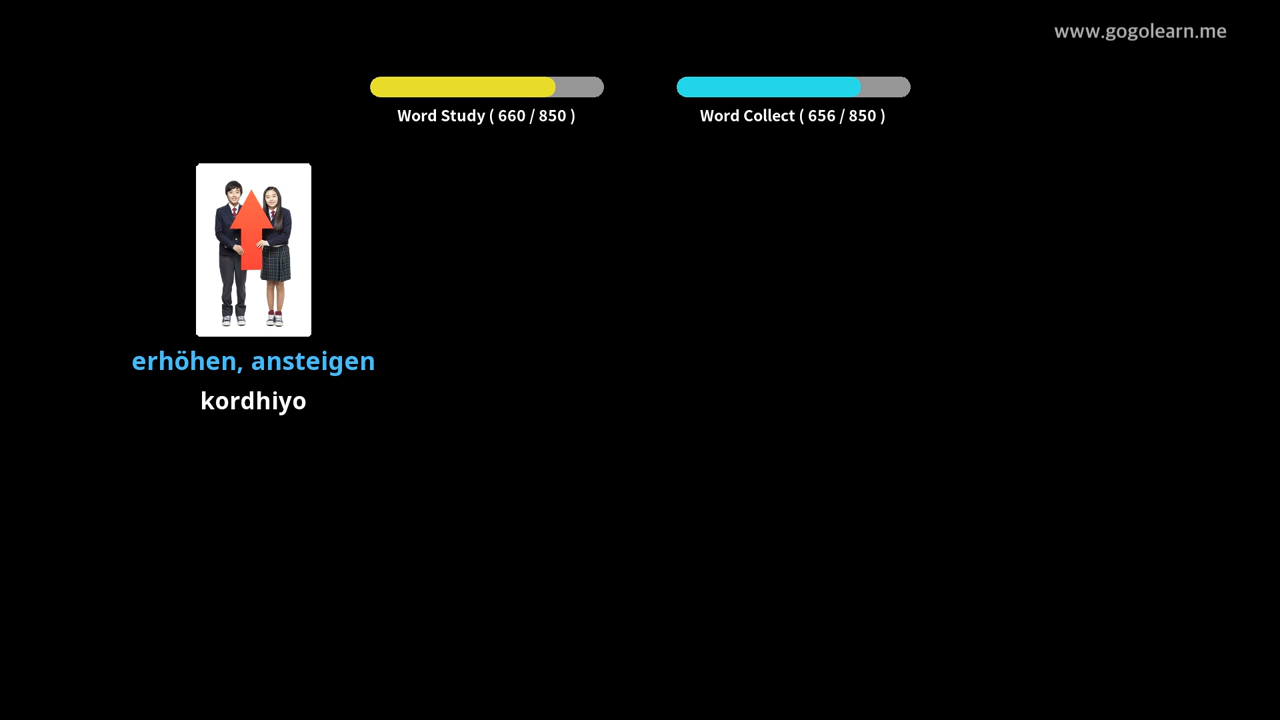 www.gogolearn.me
Word Study ( 660 / 850 )
Word Collect ( 656 / 850 )
erhöhen, ansteigen
kordhiyo